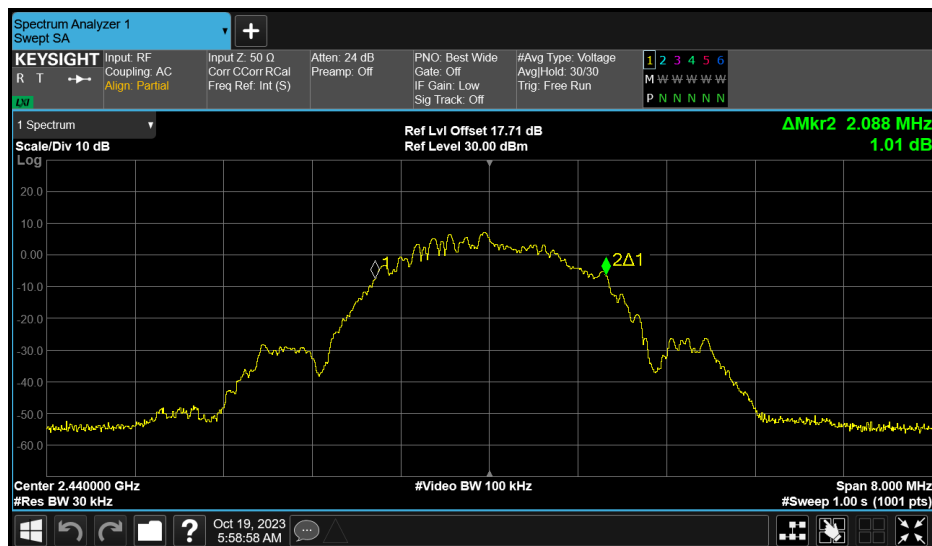 Spectrum Analyzer 1
Swept SA
KEYSIGHT
R T
LXI
Input: RF
Coupling: AC
Align: Partial
Input Z: 50 Ω
Corr CCorr RCal
Freq Ref: Int (S)
Atten: 24 dB
Preamp: Off
PNO: Best Wide
Gate: Off
IF Gain: Low
Sig Track: Off
#Avg Type: Voltage
Avg|Hold: 30/30
Trig: Free Run
1 2 3 4 5 6
M W W W W W
P N N N N N
1 Spectrum
Scale/Div 10 dB
Log
Ref Lvl Offset 17.71 dB
Ref Level 30.00 dBm
ΔMkr2 2.088 MHz
1.01 dB
20.0
10.0
0.00
-10.0
-20.0
-30.0
-40.0
-50.0
-60.0
1
2Δ1
Center 2.440000 GHz
#Res BW 30 kHz
#Video BW 100 kHz
Span 8.000 MHz
#Sweep 1.00 s (1001 pts)
?
Oct 19, 2023
5:58:58 AM